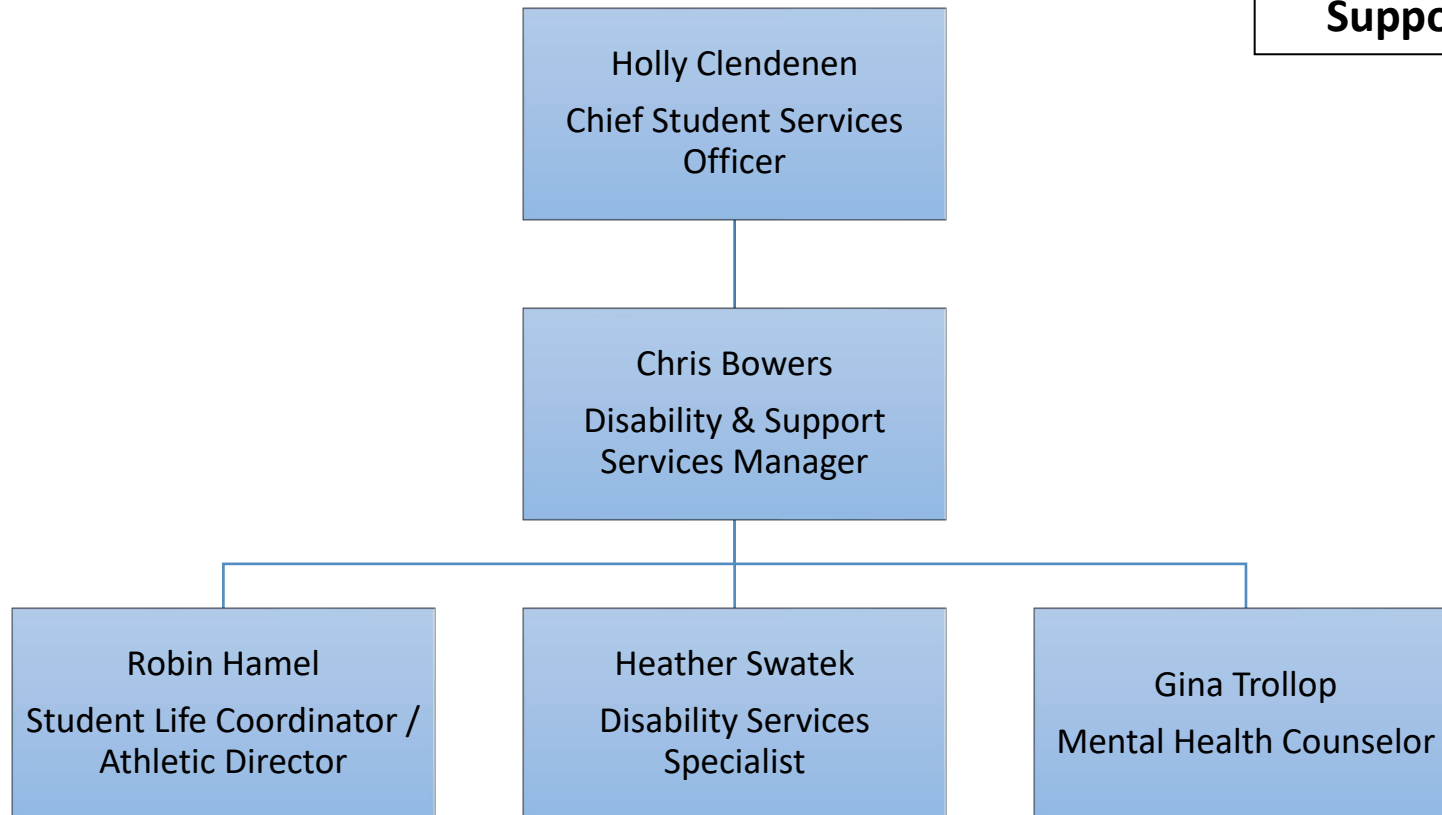 Holly Clendenen
Chief Student Services
Officer
Chris Bowers
Disability & Support
Services Manager
Robin Hamel
Student Life Coordinator /
Athletic Director
Heather Swatek
Disability Services
Specialist
Gina Trollop
Mental Health Counselor